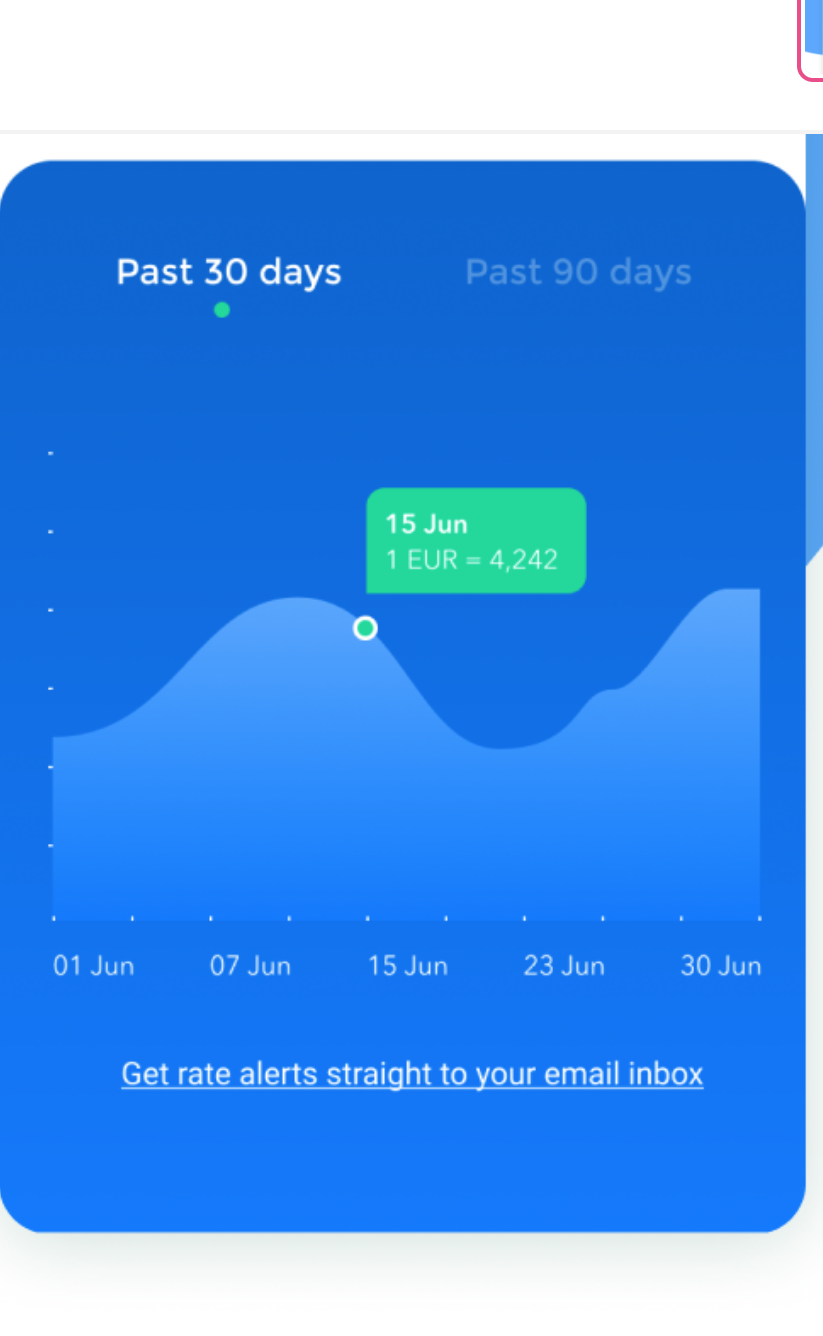 Past 30 days Past 90 days
15 Jun
1 EUR = 4,242
01 Jun 07 Jun 15 Jun 23 Jun 30 Jun
Get rate alerts straight to your email inbox